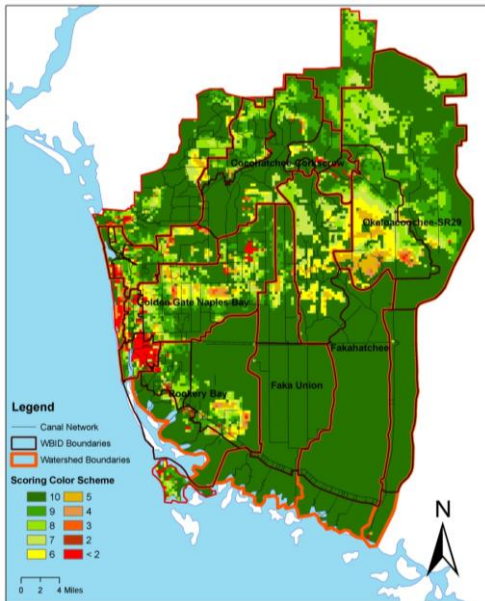 Cocohatchee-Corkscrew
Okaloacoochee-SR29
Golden Gate Naples Bay
Fakahatchee
Faka Union
Rookery Bay
Legend
Canal Network
WBID Boundaries
Watershed Boundaries
Scoring Color Scheme
10 5
9 4
8 3
7 2
6 < 2
0 2 4 Miles
N